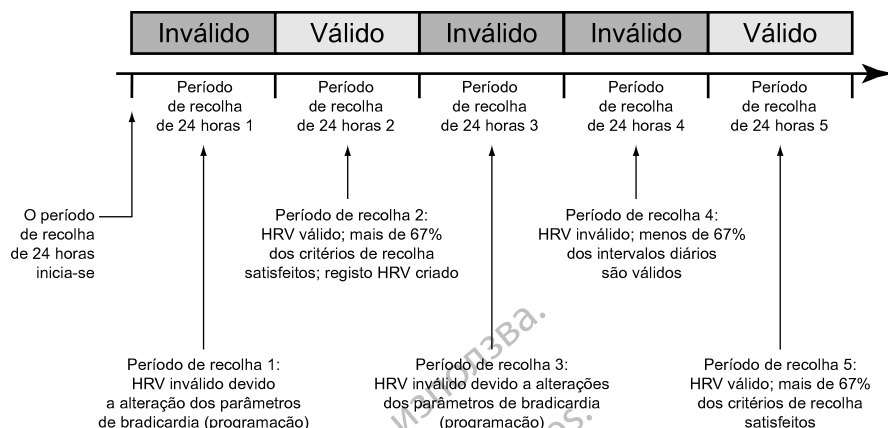 Inválido Válido Inválido Inválido Válido
Período
de recolha
de 24 horas 1
Período
de recolha
de 24 horas 2
Período
de recolha
de 24 horas 3
Período
de recolha
de 24 horas 4
Período
de recolha
de 24 horas 5
O período
de recolha
de 24 horas
inicia-se
Período de recolha 2:
HRV válido; mais de 67%
dos critérios de recolha
satisfeitos; registo HRV criado
Período de recolha 4:
HRV inválido; menos de 67%
dos intervalos diários
são válidos
Período de recolha 1:
HRV inválido devido
a alteração dos parâmetros
de bradicardia (programação)
Período de recolha 3:
HRV inválido devido a alterações
dos parâmetros de bradicardia
(programação)
Período de recolha 5:
HRV válido; mais de 67%
dos critérios de recolha
satisfeitos